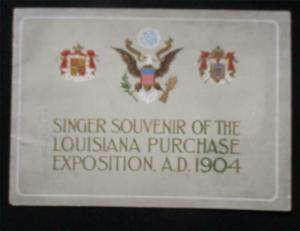 SINGER SOUVENIR OF THE
LOUISIANA PURCHASE
EXPOSITION, A.D. 1904